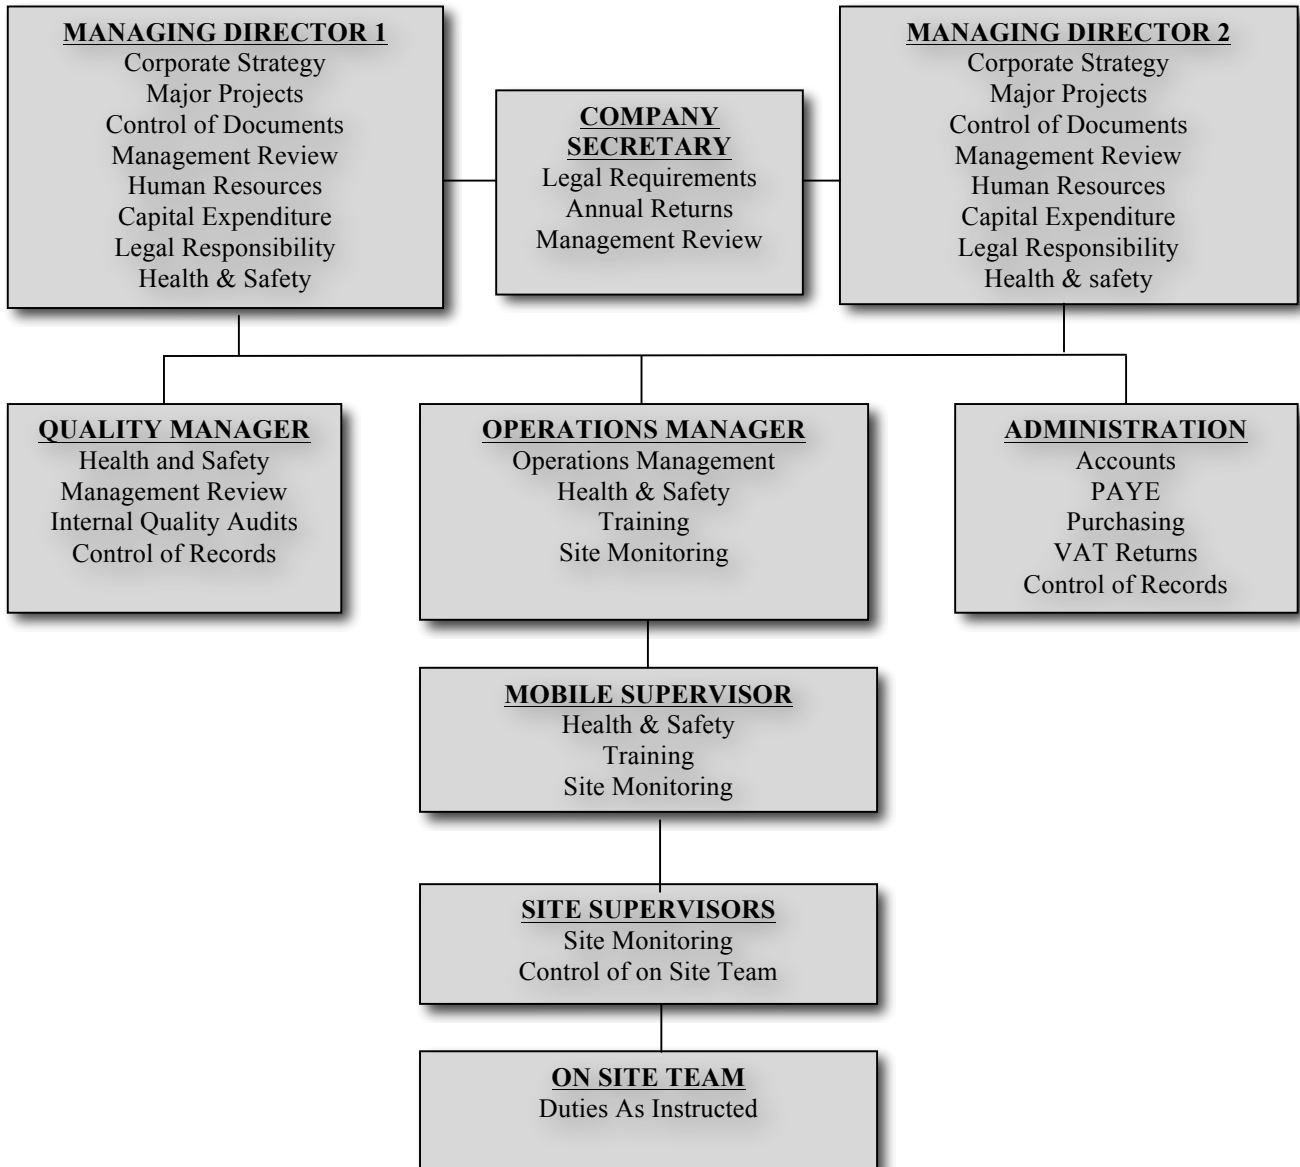 MANAGING DIRECTOR 1
Corporate Strategy
Major Projects
Control of Documents
Management Review
Human Resources
Capital Expenditure
Legal Responsibility
Health & Safety
COMPANY
SECRETARY
Legal Requirements
Annual Returns
Management Review
MANAGING DIRECTOR 2
Corporate Strategy
Major Projects
Control of Documents
Management Review
Human Resources
Capital Expenditure
Legal Responsibility
Health & safety
QUALITY MANAGER
Health and Safety
Management Review
Internal Quality Audits
Control of Records
OPERATIONS MANAGER
Operations Management
Health & Safety
Training
Site Monitoring
ADMINISTRATION
Accounts
PAYE
Purchasing
VAT Returns
Control of Records
MOBILE SUPERVISOR
Health & Safety
Training
Site Monitoring
SITE SUPERVISORS
Site Monitoring
Control of on Site Team
ON SITE TEAM
Duties As Instructed